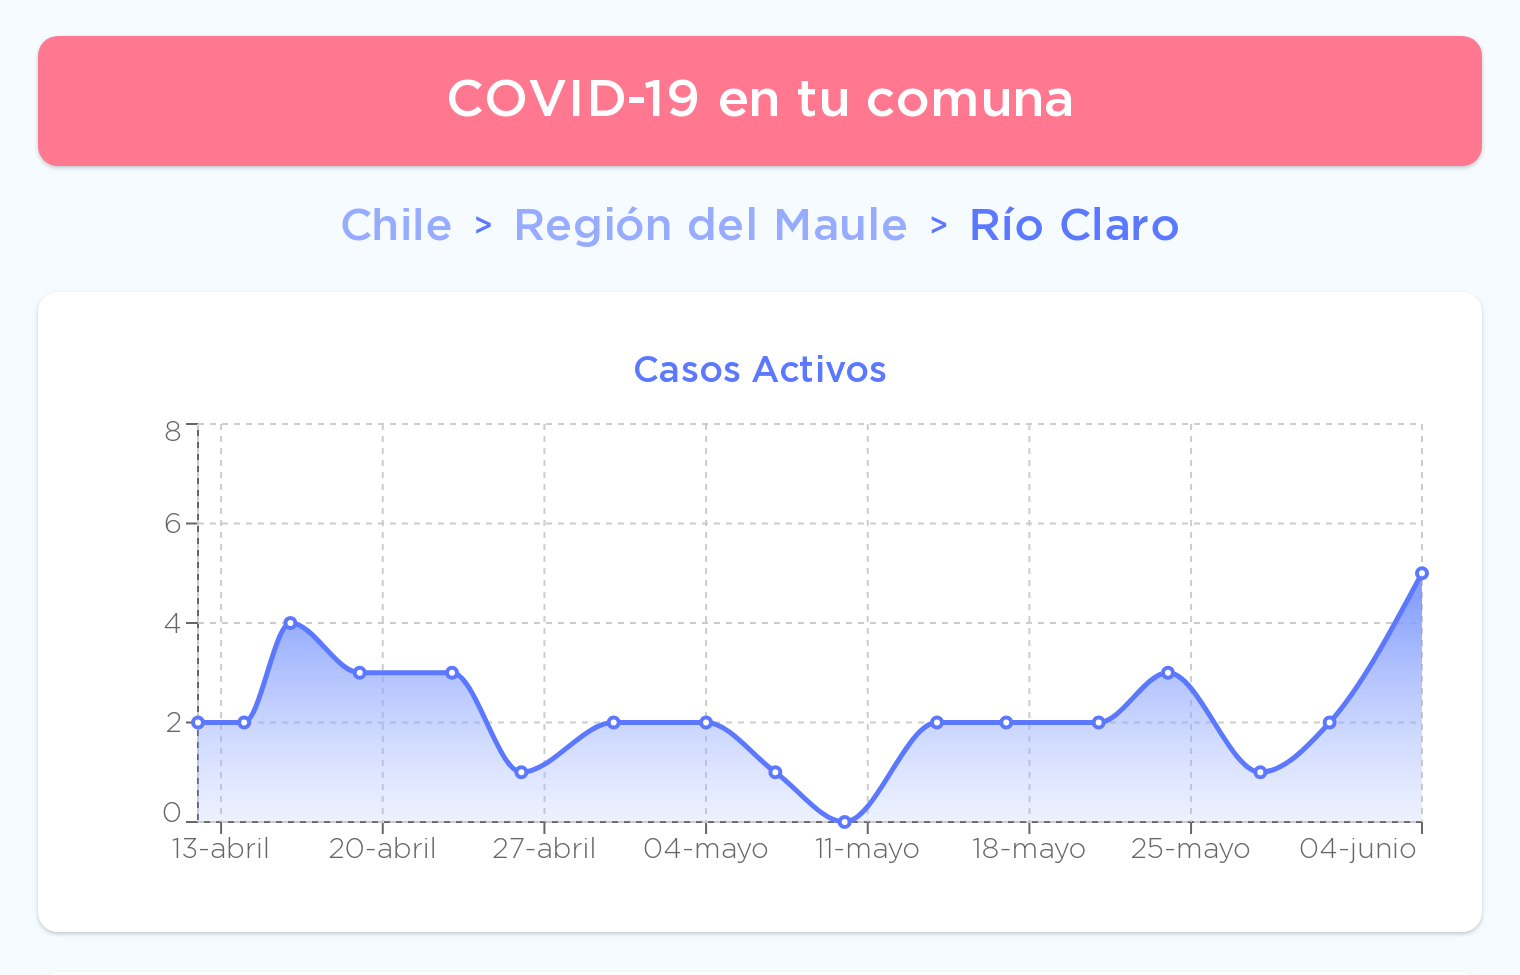 COVID-19 en tu comuna
Chile > Región del Maule > Río Claro
Casos Activos
8
6
4
2
0
13-abril 20-abril 27-abril 04-mayo 11-mayo 18-mayo 25-mayo 04-junio